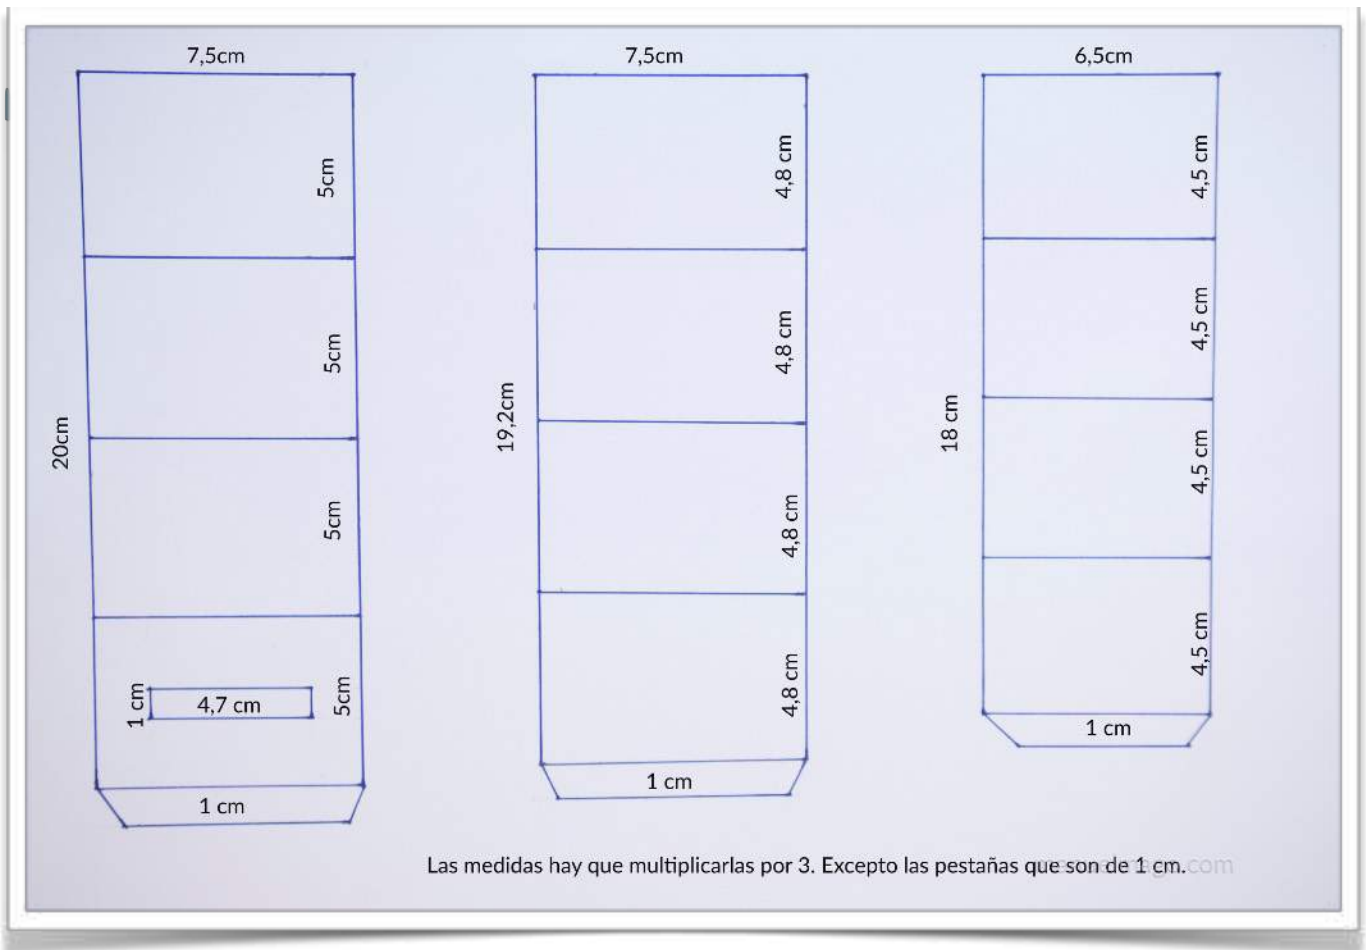 7,5cm
7,5cm
6,5cm
5cm
5cm
5cm
5cm
20cm
1 cm
4,7 cm
1 cm
4,8 cm
4,8 cm
4,8 cm
4,8 cm
19,2cm
1 cm
4,5 cm
4,5 cm
4,5 cm
4,5 cm
18 cm
1 cm
Las medidas hay que multiplicarlas por 3. Excepto las pestañas que son de 1 cm.